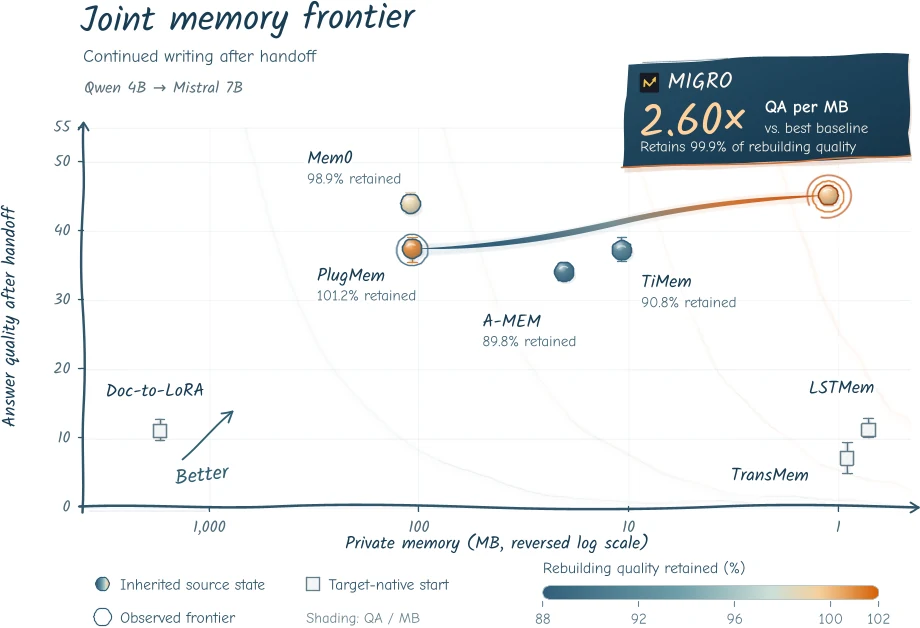 Joint memory frontier
Continued writing after handoff
Qwen 4B → Mistral 7B
MIGRO
2.60x QA per MB
vs. best baseline
Retains 99.9% of rebuilding quality
55
50
40
30
20
10
0
Answer quality after handoff
Mem0
98.9% retained
PlugMem
101.2% retained
A-MEM
89.8% retained
TiMem
90.8% retained
Doc-to-LoRA
Better
LSTMem
TransMem
1,000 100 10 1
Private memory (MB, reversed log scale)
Inherited source state
Target-native start
Observed frontier
Shading: QA / MB
Rebuilding quality retained (%)
88 92 96 100 102